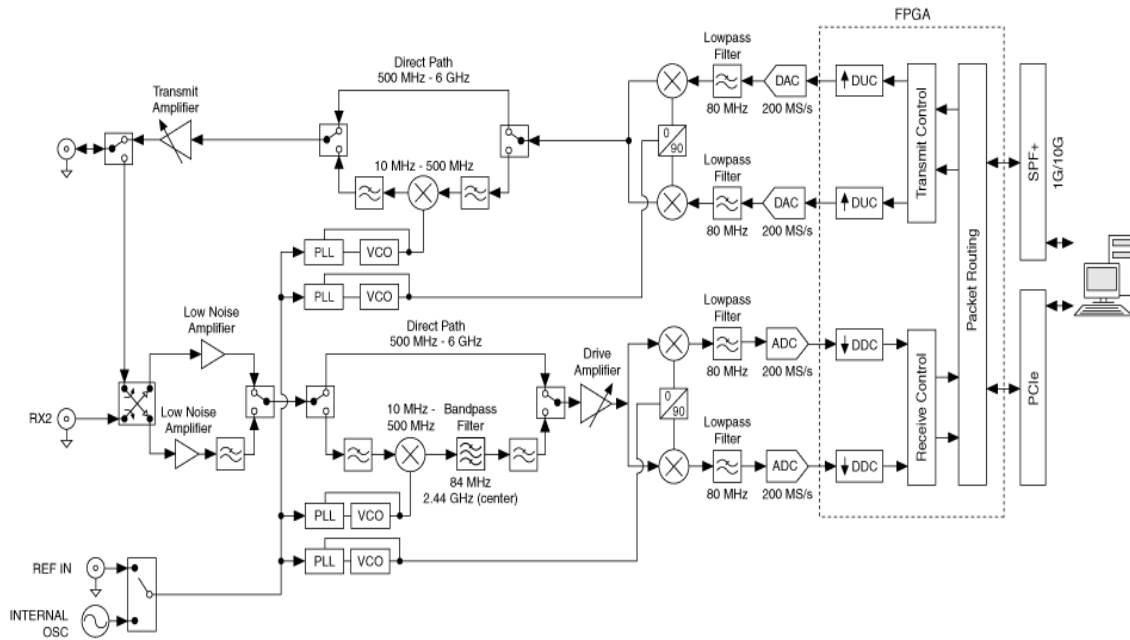 FPGA
Lowpass
Filter
80 MHz
DAC
200 MS/s
DUC
Direct Path
500 MHz - 6 GHz
Transmit
Amplifier
10 MHz - 500 MHz
0
90
Lowpass
Filter
80 MHz
DAC
200 MS/s
DUC
Transmit Control
Packet Routing
SPF+
1G/10G
PLL
VCO
PLL
VCO
Low Noise
Amplifier
Direct Path
500 MHz - 6 GHz
Drive
Amplifier
Lowpass
Filter
80 MHz
ADC
200 MS/s
DDC
RX2
Low Noise
Amplifier
10 MHz -
500 MHz
Bandpass
Filter
84 MHz
2.44 GHz (center)
0
90
Lowpass
Filter
80 MHz
ADC
200 MS/s
DDC
Receive Control
PCIe
PLL
VCO
PLL
VCO
REF IN
INTERNAL
OSC